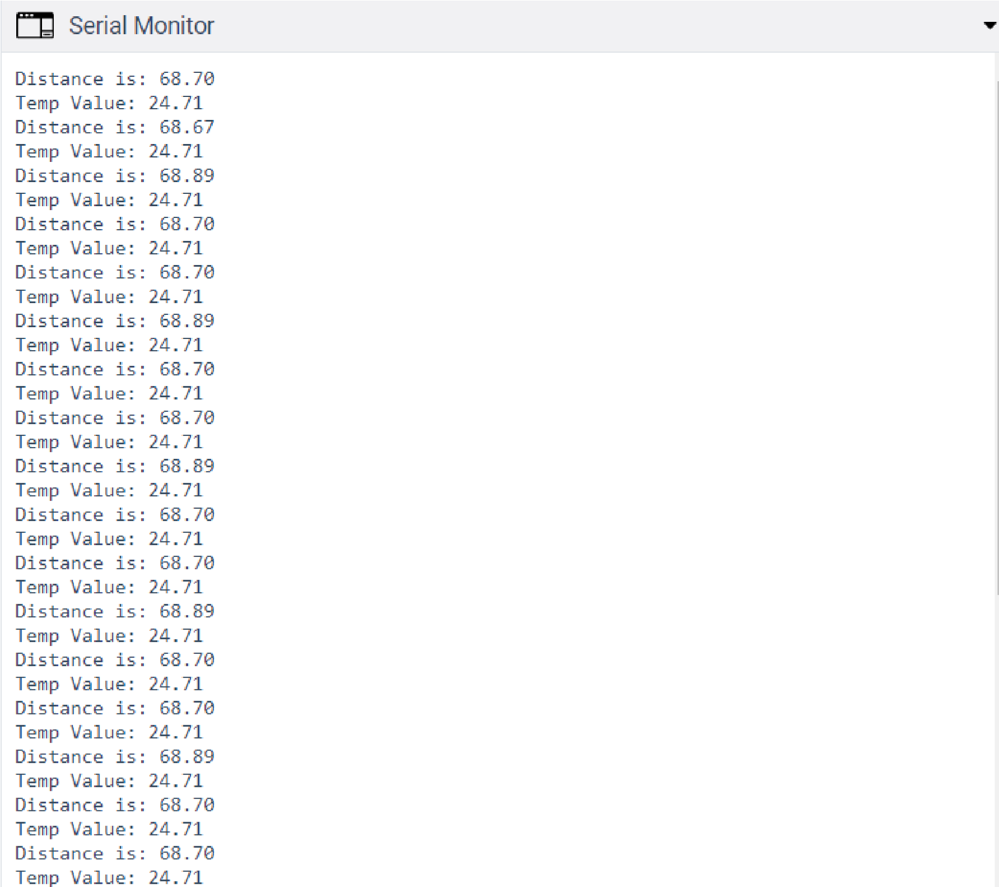 Serial Monitor
Distance is: 68.70
Temp Value: 24.71
Distance is: 68.67
Temp Value: 24.71
Distance is: 68.89
Temp Value: 24.71
Distance is: 68.70
Temp Value: 24.71
Distance is: 68.70
Temp Value: 24.71
Distance is: 68.89
Temp Value: 24.71
Distance is: 68.70
Temp Value: 24.71
Distance is: 68.70
Temp Value: 24.71
Distance is: 68.89
Temp Value: 24.71
Distance is: 68.70
Temp Value: 24.71
Distance is: 68.70
Temp Value: 24.71
Distance is: 68.89
Temp Value: 24.71
Distance is: 68.70
Temp Value: 24.71
Distance is: 68.70
Temp Value: 24.71
Distance is: 68.89
Temp Value: 24.71
Distance is: 68.70
Temp Value: 24.71
Distance is: 68.70
Temp Value: 24.71